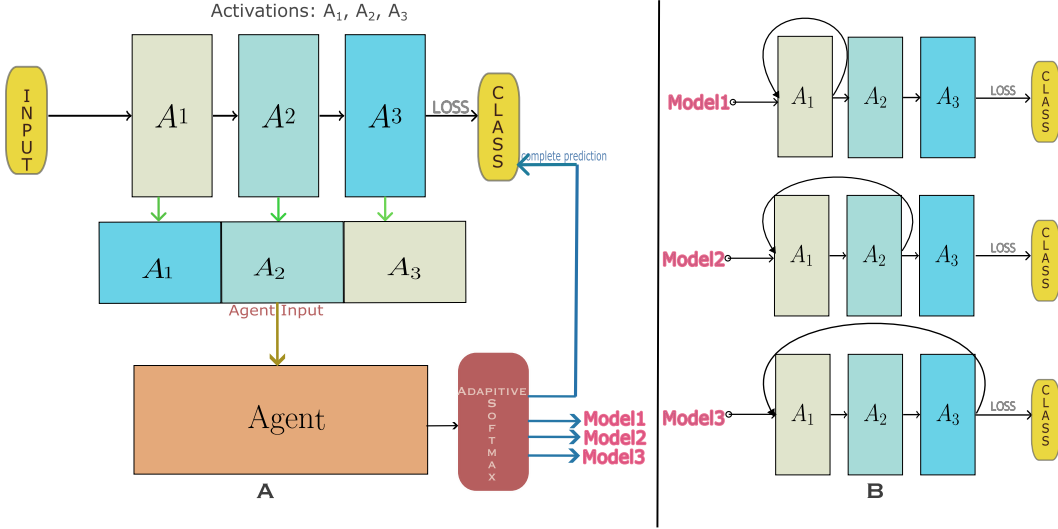 Activations: A₁, A₂, A₃
INPUT
A1
A2
A3
LOSS
CLASS
complete prediction
A₁
A₂
A₃
Agent Input
Agent
ADAPITIVE
SOFTMAX
Model1
Model2
Model3
A
Model1
A₁
A₂
A₃
LOSS
CLASS
Model2
A₁
A₂
A₃
LOSS
CLASS
Model3
A₁
A₂
A₃
LOSS
CLASS
B